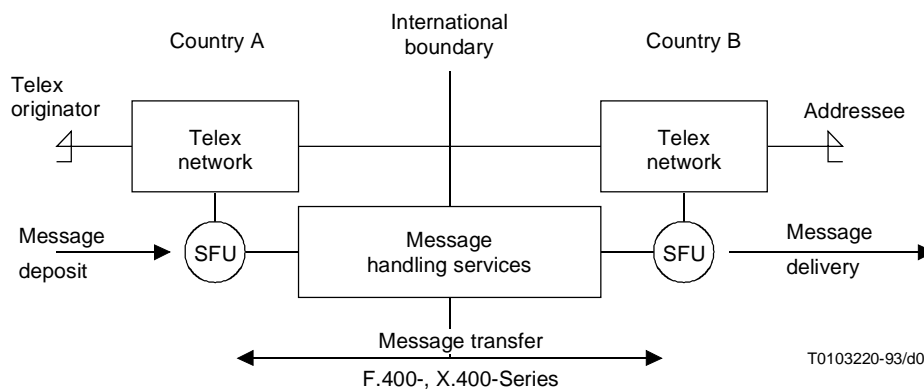 International
boundary
Country A
Country B
Telex
originator
Telex
network
Telex
network
Addressee
Message
deposit
SFU
Message
handling services
SFU
Message
delivery
Message transfer
F.400-, X.400-Series
T0103220-93/d0